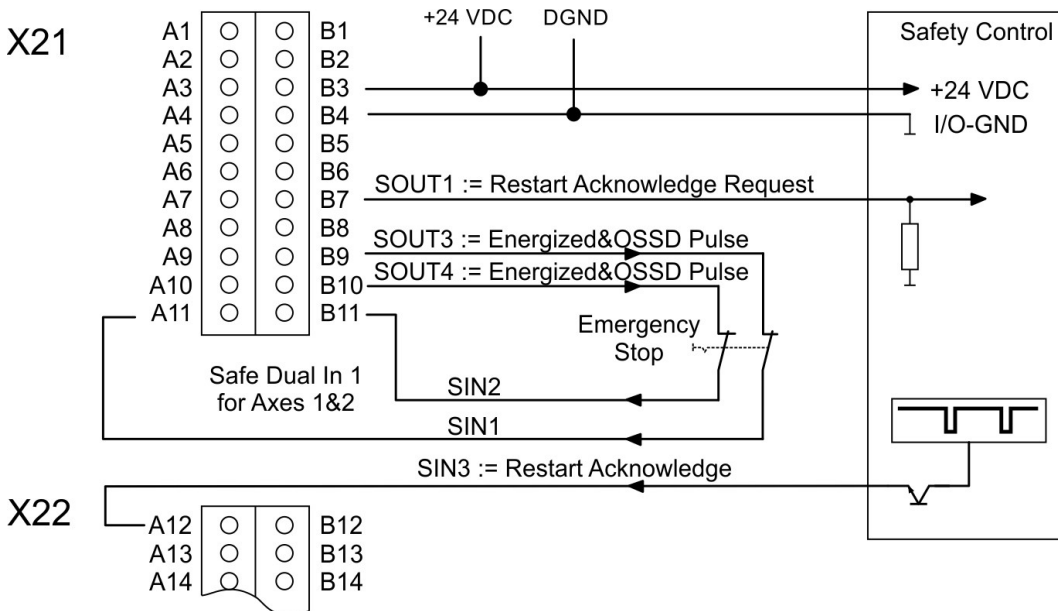 X21
A1
A2
A3
A4
A5
A6
A7
A8
A9
A10
A11
B1
B2
B3
B4
B5
B6
B7
B8
B9
B10
B11
+24 VDC
DGND
Safety Control
+24 VDC
I/O-GND
SOUT1 := Restart Acknowledge Request
SOUT3 := Energized&OSSD Pulse
SOUT4 := Energized&OSSD Pulse
Emergency
Stop
Safe Dual In 1
for Axes 1&2
SIN2
SIN1
SIN3 := Restart Acknowledge
X22
A12
A13
A14
B12
B13
B14